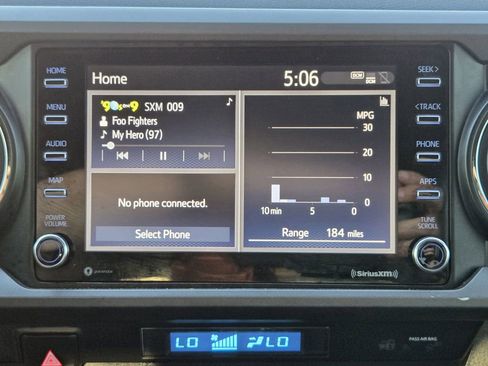 HOME
MENU
AUDIO
MAP
POWER
VOLUME
Home
5:06
DCM
'90s on 9 SXM 009
Foo Fighters
My Hero (97)
No phone connected.
Select Phone
MPG
30
20
10
0
10 min 5 0
Range 184 miles
SEEK >
< TRACK
PHONE
APPS
TUNE
SCROLL
((SiriusXM))
LO LO
PASS AIR BAG